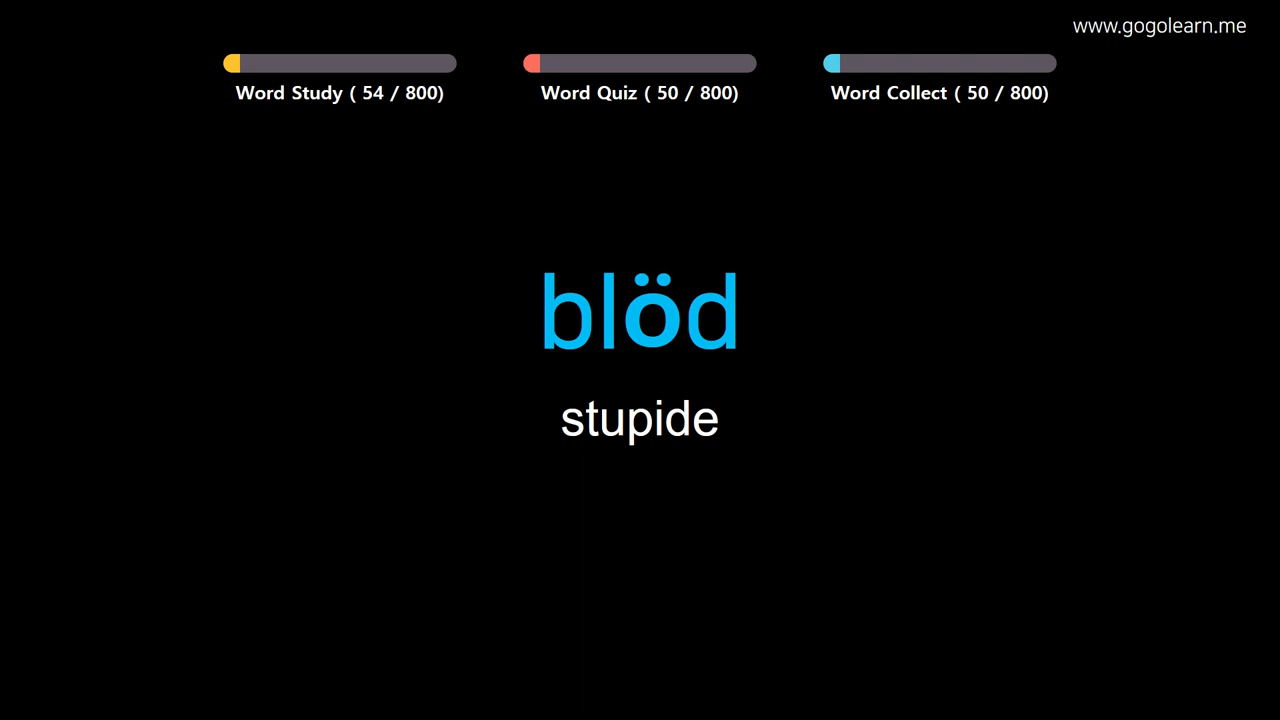 www.gogolearn.me
Word Study ( 54 / 800)
Word Quiz ( 50 / 800)
Word Collect ( 50 / 800)
blöd
stupide